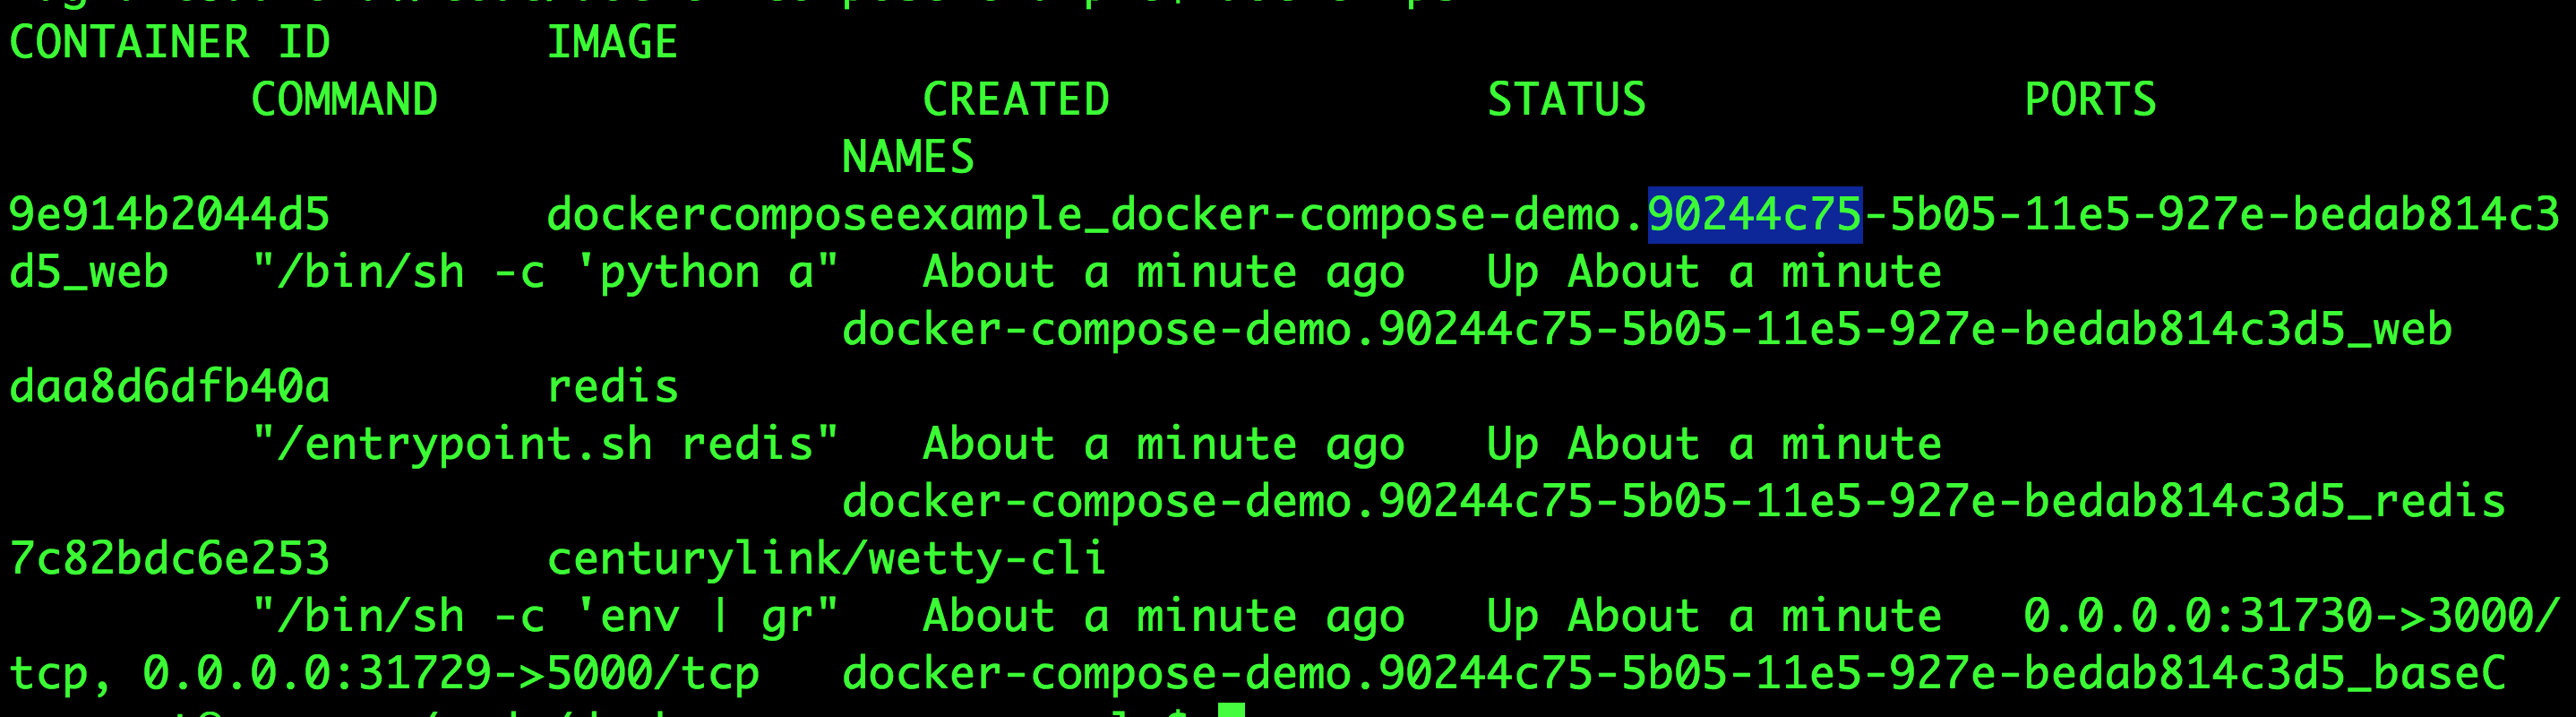 CONTAINER ID        IMAGE
COMMAND                  CREATED              STATUS              PORTS
NAMES
9e914b2044d5        dockercomposeexample_docker-compose-demo.90244c75-5b05-11e5-927e-bedab814c3
d5_web   "/bin/sh -c 'python a"   About a minute ago   Up About a minute
docker-compose-demo.90244c75-5b05-11e5-927e-bedab814c3d5_web
daa8d6dfb40a        redis
"/entrypoint.sh redis"   About a minute ago   Up About a minute
docker-compose-demo.90244c75-5b05-11e5-927e-bedab814c3d5_redis
7c82bdc6e253        centurylink/wetty-cli
"/bin/sh -c 'env | gr"   About a minute ago   Up About a minute   0.0.0.0:31730->3000/
tcp, 0.0.0.0:31729->5000/tcp   docker-compose-demo.90244c75-5b05-11e5-927e-bedab814c3d5_baseC